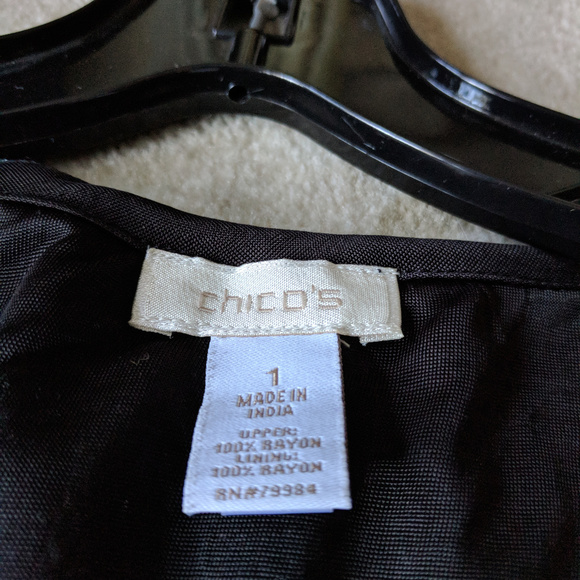 chico's
1
MADE IN
INDIA
UPPER:
100% RAYON
LINING:
100% RAYON
RN#79984